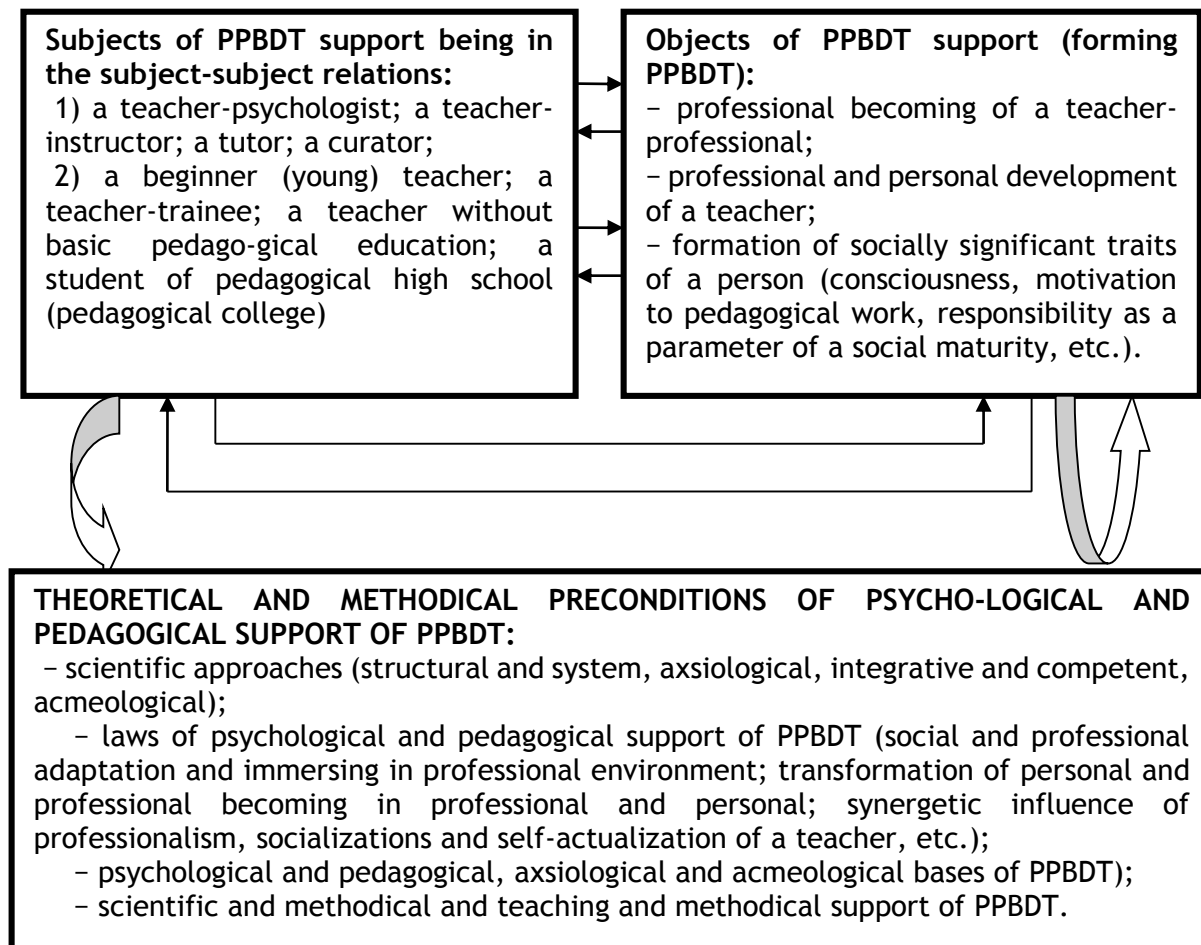 Subjects of PPBDT support being in
the subject-subject relations:
1) a teacher-psychologist; a teacher-
instructor; a tutor; a curator;
2) a beginner (young) teacher; a
teacher-trainee; a teacher without
basic pedago-gical education; a
student of pedagogical high school
(pedagogical college)
Objects of PPBDT support (forming
PPBDT):
− professional becoming of a teacher-
professional;
− professional and personal development
of a teacher;
− formation of socially significant traits
of a person (consciousness, motivation
to pedagogical work, responsibility as a
parameter of a social maturity, etc.).
THEORETICAL AND METHODICAL PRECONDITIONS OF PSYCHO-LOGICAL AND
PEDAGOGICAL SUPPORT OF PPBDT:
− scientific approaches (structural and system, axsiological, integrative and competent,
acmeological);
− laws of psychological and pedagogical support of PPBDT (social and professional
adaptation and immersing in professional environment; transformation of personal and
professional becoming in professional and personal; synergetic influence of
professionalism, socializations and self-actualization of a teacher, etc.);
− psychological and pedagogical, axsiological and acmeological bases of PPBDT);
− scientific and methodical and teaching and methodical support of PPBDT.